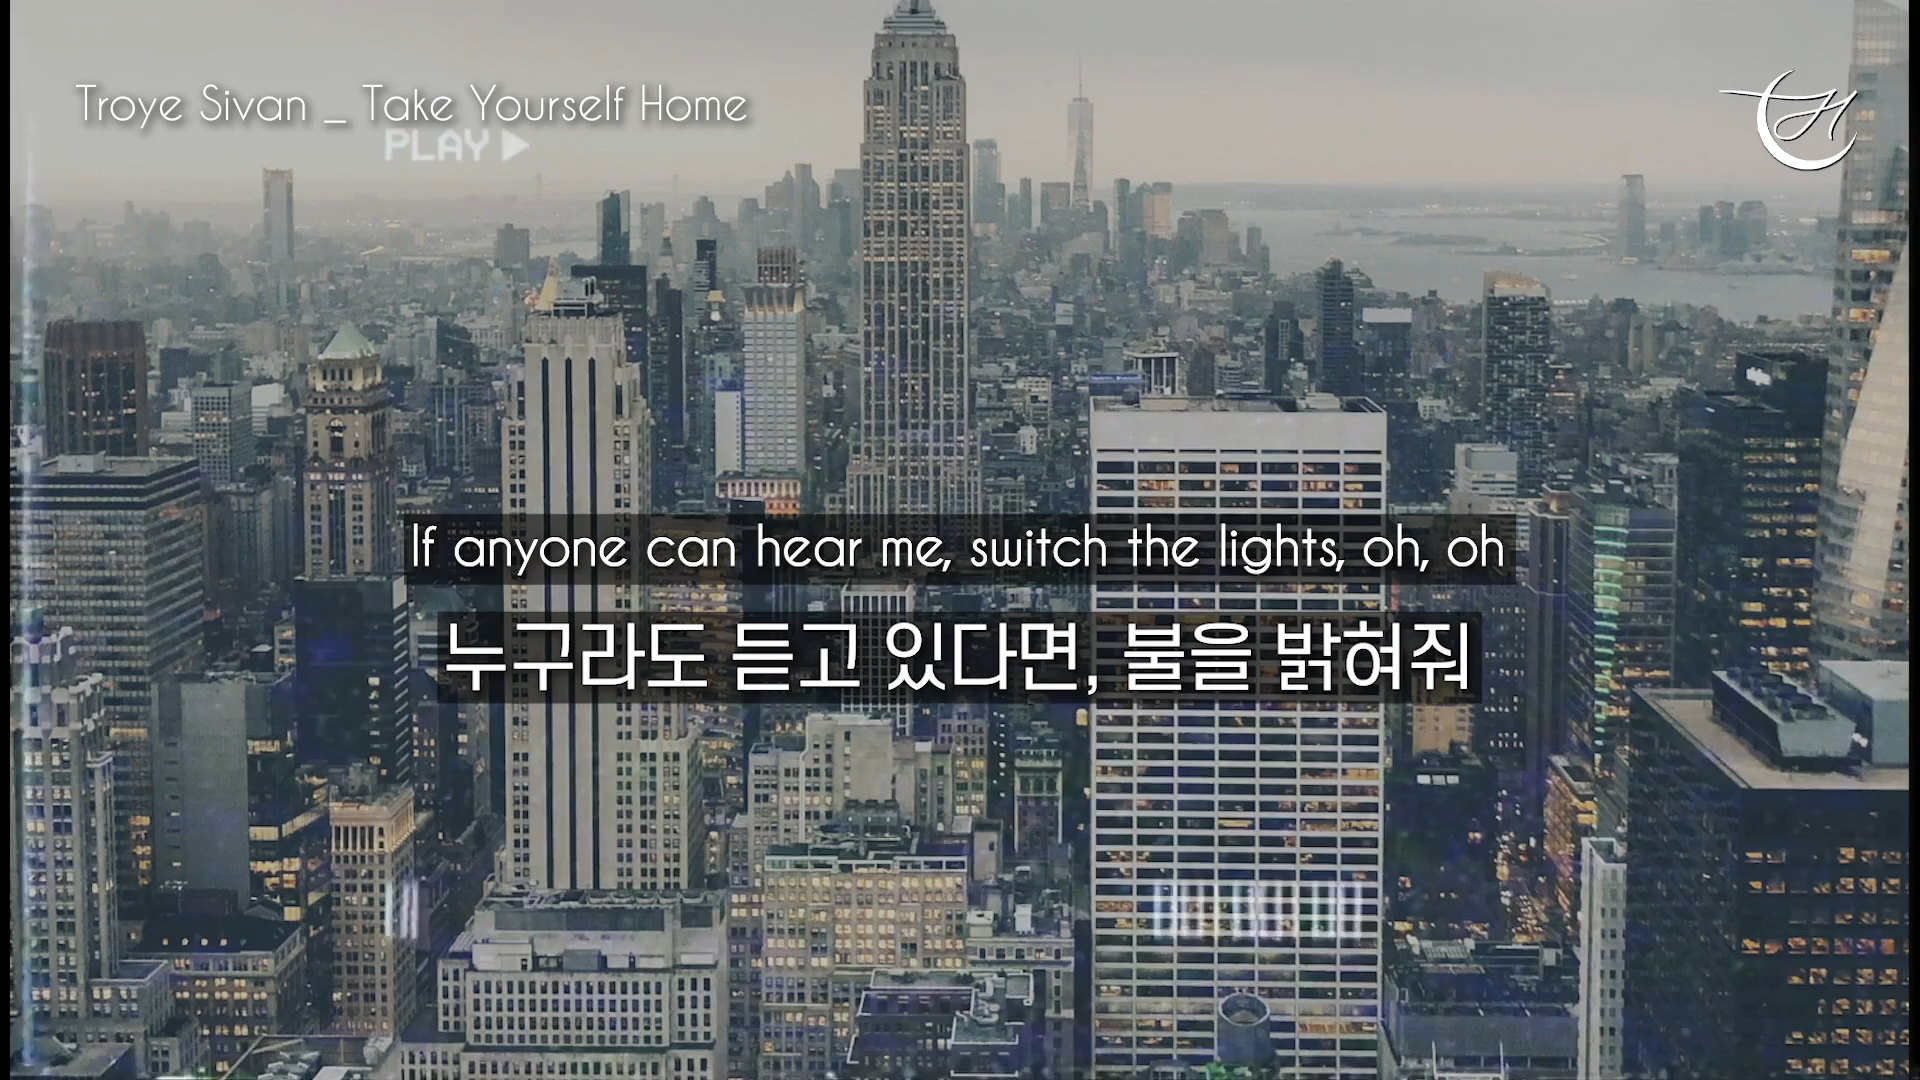 Troye Sivan _ Take Yourself Home
PLAY
If anyone can hear me, switch the lights, oh, oh
누구라도 듣고 있다면, 불을 밝혀줘